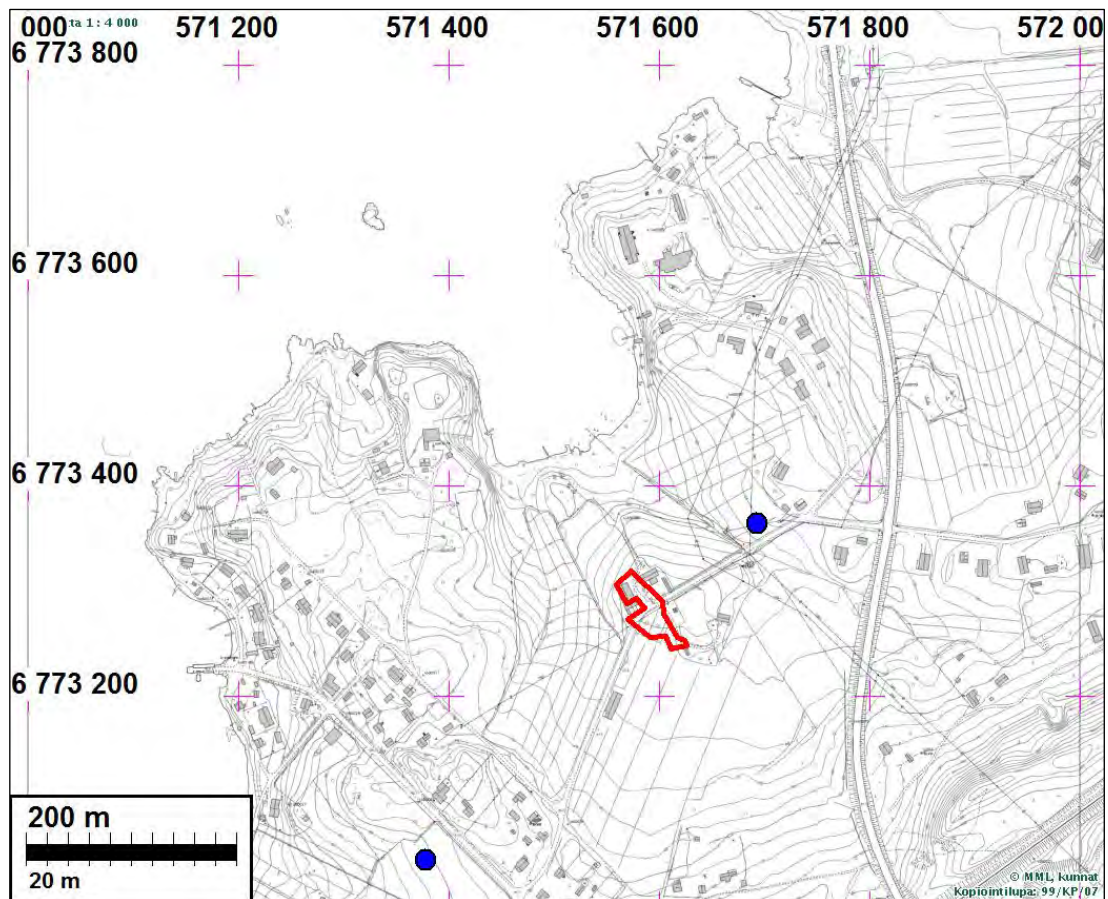 000 ta 1 : 4 000 571 200 571 400 571 600 571 800 572 00
6 773 800
6 773 600
6 773 400
6 773 200
200 m
20 m
© MML, kunnat
Kopiointilupa: 99/KP/07